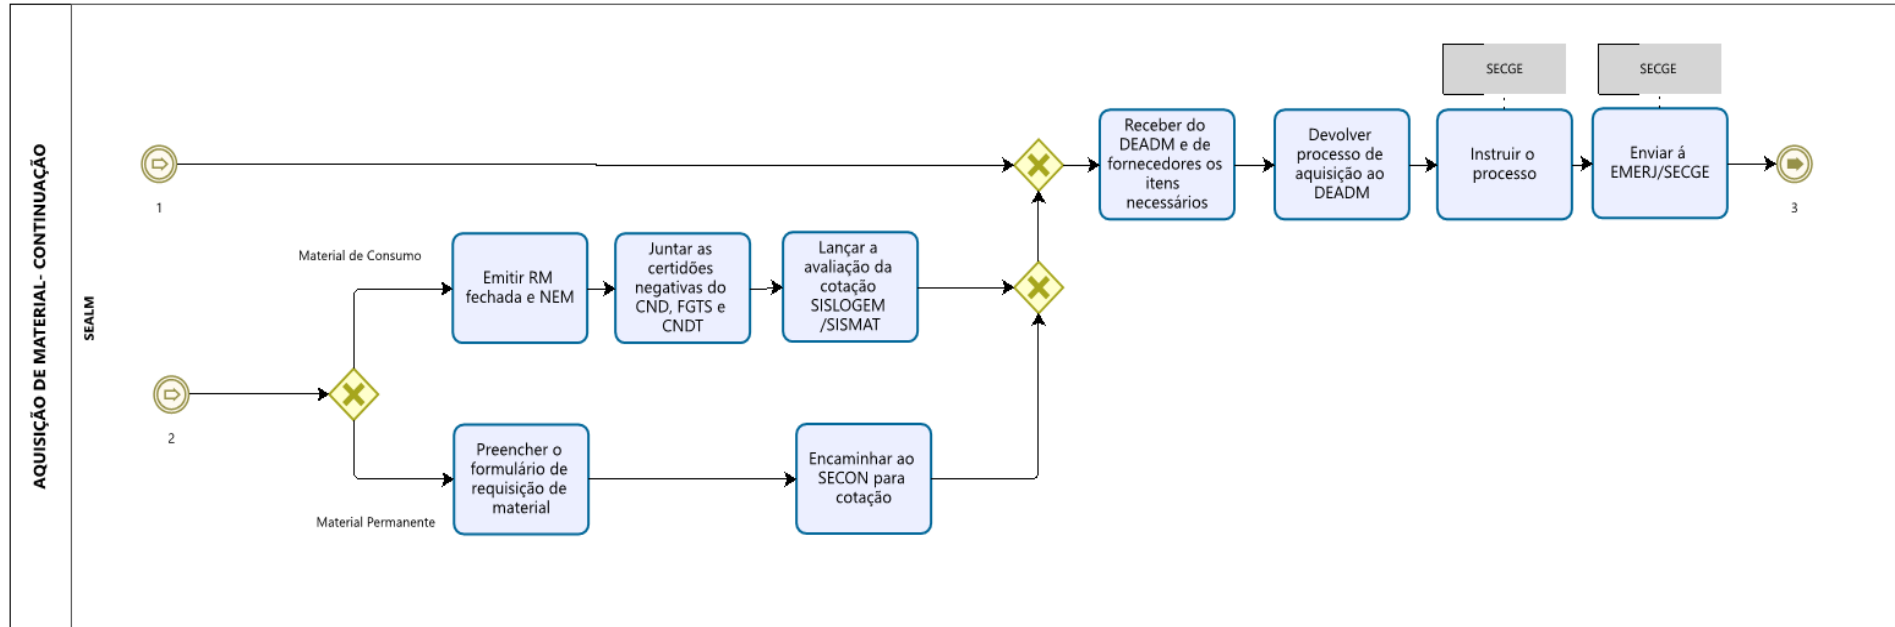 AQUISIÇÃO DE MATERIAL- CONTINUAÇÃO
SEALM
1
2
Material de Consumo
Material Permanente
Emitir RM
fechada e NEM
Juntar as
certidões
negativas do
CND, FGTS e
CNDT
Lançar a
avaliação da
cotação
SISLOGEM
/SISMAT
Preencher o
formulário de
requisição de
material
Encaminhar ao
SECON para
cotação
Receber do
DEADM e de
fornecedores os
itens
necessários
Devolver
processo de
aquisição ao
DEADM
SECGE
Instruir o
processo
SECGE
Enviar á
EMERJ/SECGE
3